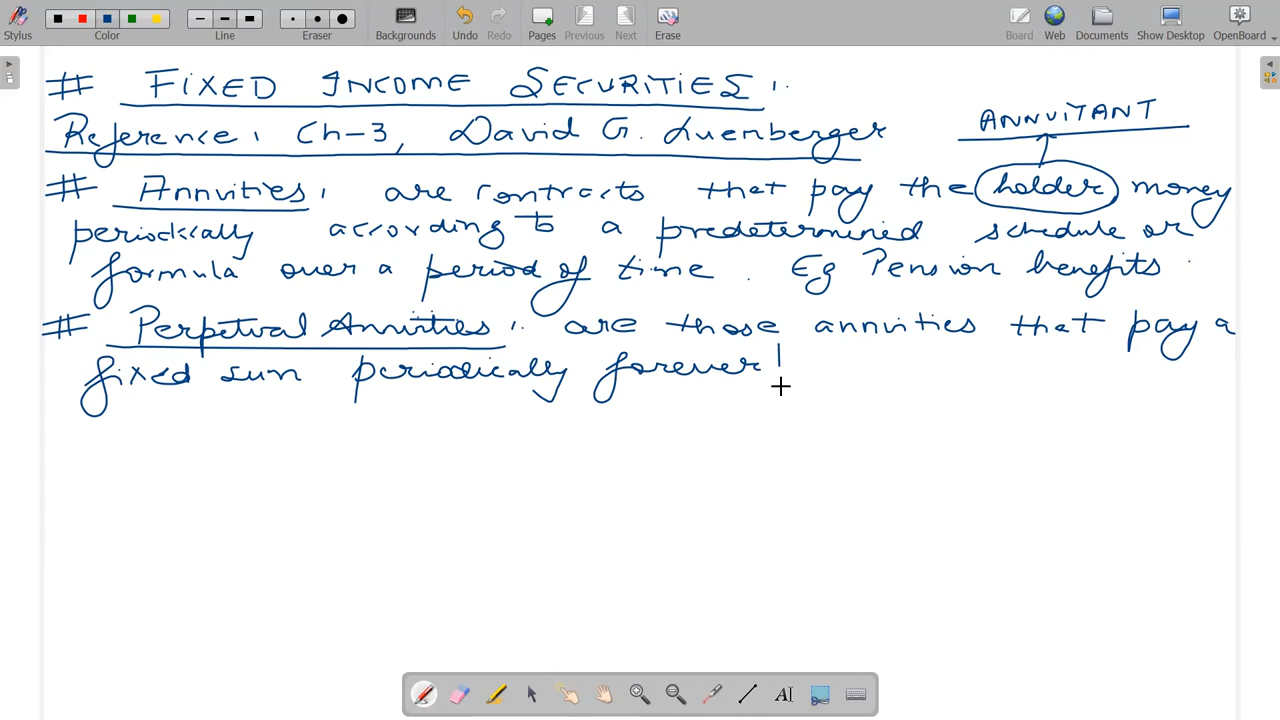 Stylus
Color
Line
Eraser
Backgrounds
Undo
Redo
Pages
Previous
Next
Erase
Board
Web
Documents
Show Desktop
OpenBoard
# FIXED INCOME SECURITIES:
Reference: Ch-3, David G. Luenberger
ANNUITANT
# Annuities: are contracts that pay the holder money
periodically according to a predetermined schedule or
formula over a period of time. Eg Pension benefits.
# Perpetual Annuities: are those annuities that pay a
fixed sum periodically forever!
AI